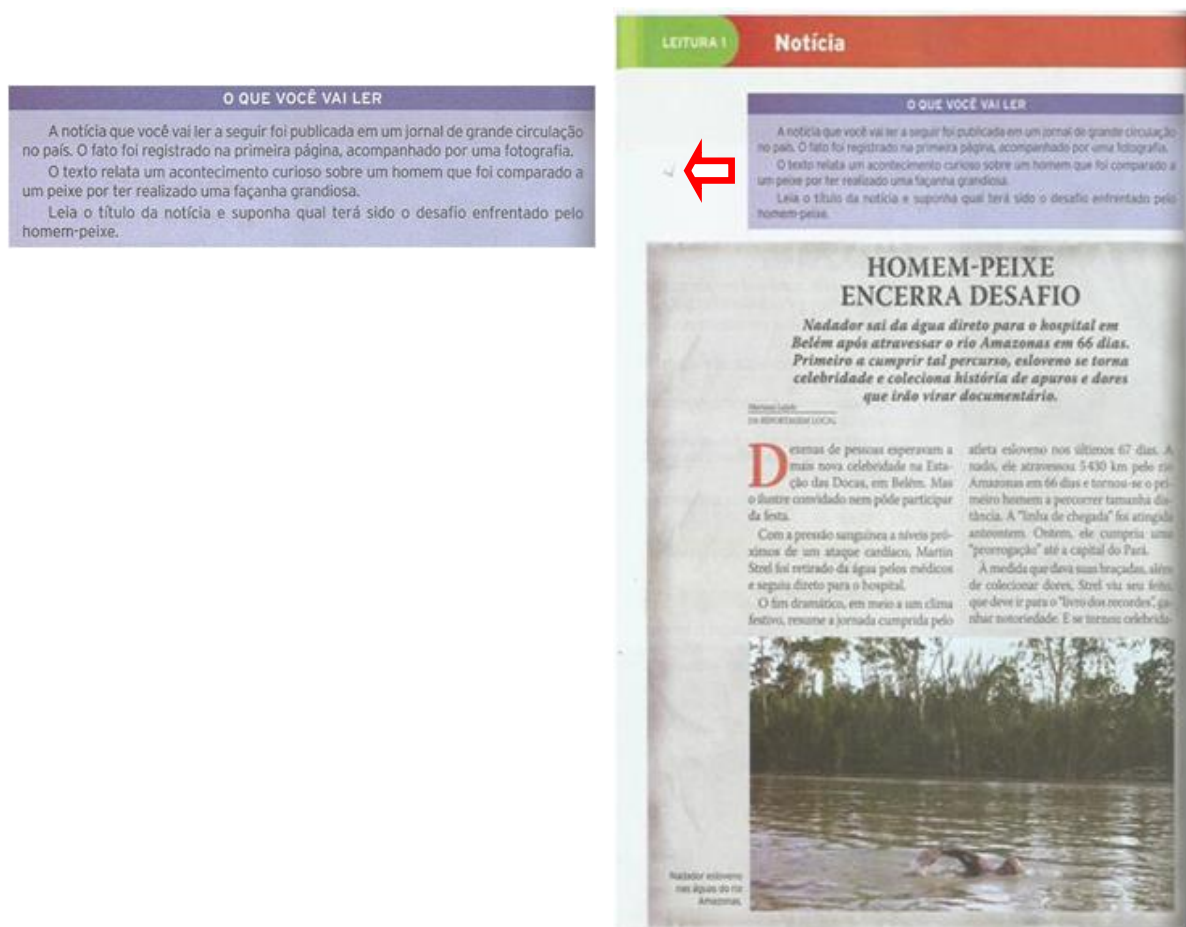 O QUE VOCÊ VAI LER
A notícia que você vai ler a seguir foi publicada em um jornal de grande circulação
no país. O fato foi registrado na primeira página, acompanhado por uma fotografia.
O texto relata um acontecimento curioso sobre um homem que foi comparado a
um peixe por ter realizado uma façanha grandiosa.
Leia o título da notícia e suponha qual terá sido o desafio enfrentado pelo
homem-peixe.
LEITURA 1
Notícia
O QUE VOCÊ VAI LER
A notícia que você vai ler a seguir foi publicada em um jornal de grande circulação
no país. O fato foi registrado na primeira página, acompanhado por uma fotografia.
O texto relata um acontecimento curioso sobre um homem que foi comparado a
um peixe por ter realizado uma façanha grandiosa.
Leia o título da notícia e suponha qual terá sido o desafio enfrentado pelo
homem-peixe.
HOMEM-PEIXE
ENCERRA DESAFIO
Nadador sai da água direto para o hospital em
Belém após atravessar o rio Amazonas em 66 dias.
Primeiro a cumprir tal percurso, esloveno se torna
celebridade e coleciona história de apuros e dores
que irão virar documentário.
DA REPORTAGEM LOCAL
Dezenas de pessoas esperavam a
mais nova celebridade na Esta-
ção das Docas, em Belém. Mas
o ilustre convidado nem pôde participar
da festa.
Com a pressão sanguínea a níveis pró-
ximos de um ataque cardíaco, Martin
Strel foi retirado da água pelos médicos
e seguiu direto para o hospital.
O fim dramático, em meio a um clima
festivo, resume a jornada cumprida pelo
atleta esloveno nos últimos 67 dias. A
nado, ele atravessou 5430 km pelo rio
Amazonas em 66 dias e tornou-se o pri-
meiro homem a percorrer tamanha dis-
tância. A "linha de chegada" foi atingida
anteontem. Ontem, ele cumpriu uma
"prorrogação" até a capital do Pará.
À medida que dava suas braçadas, além
de colecionar dores, Strel viu seu feito,
que deve ir para o "livro dos recordes", ga-
nhar notoriedade. E se tornou celebrida-
Nadador esloveno
nas águas do rio
Amazonas.